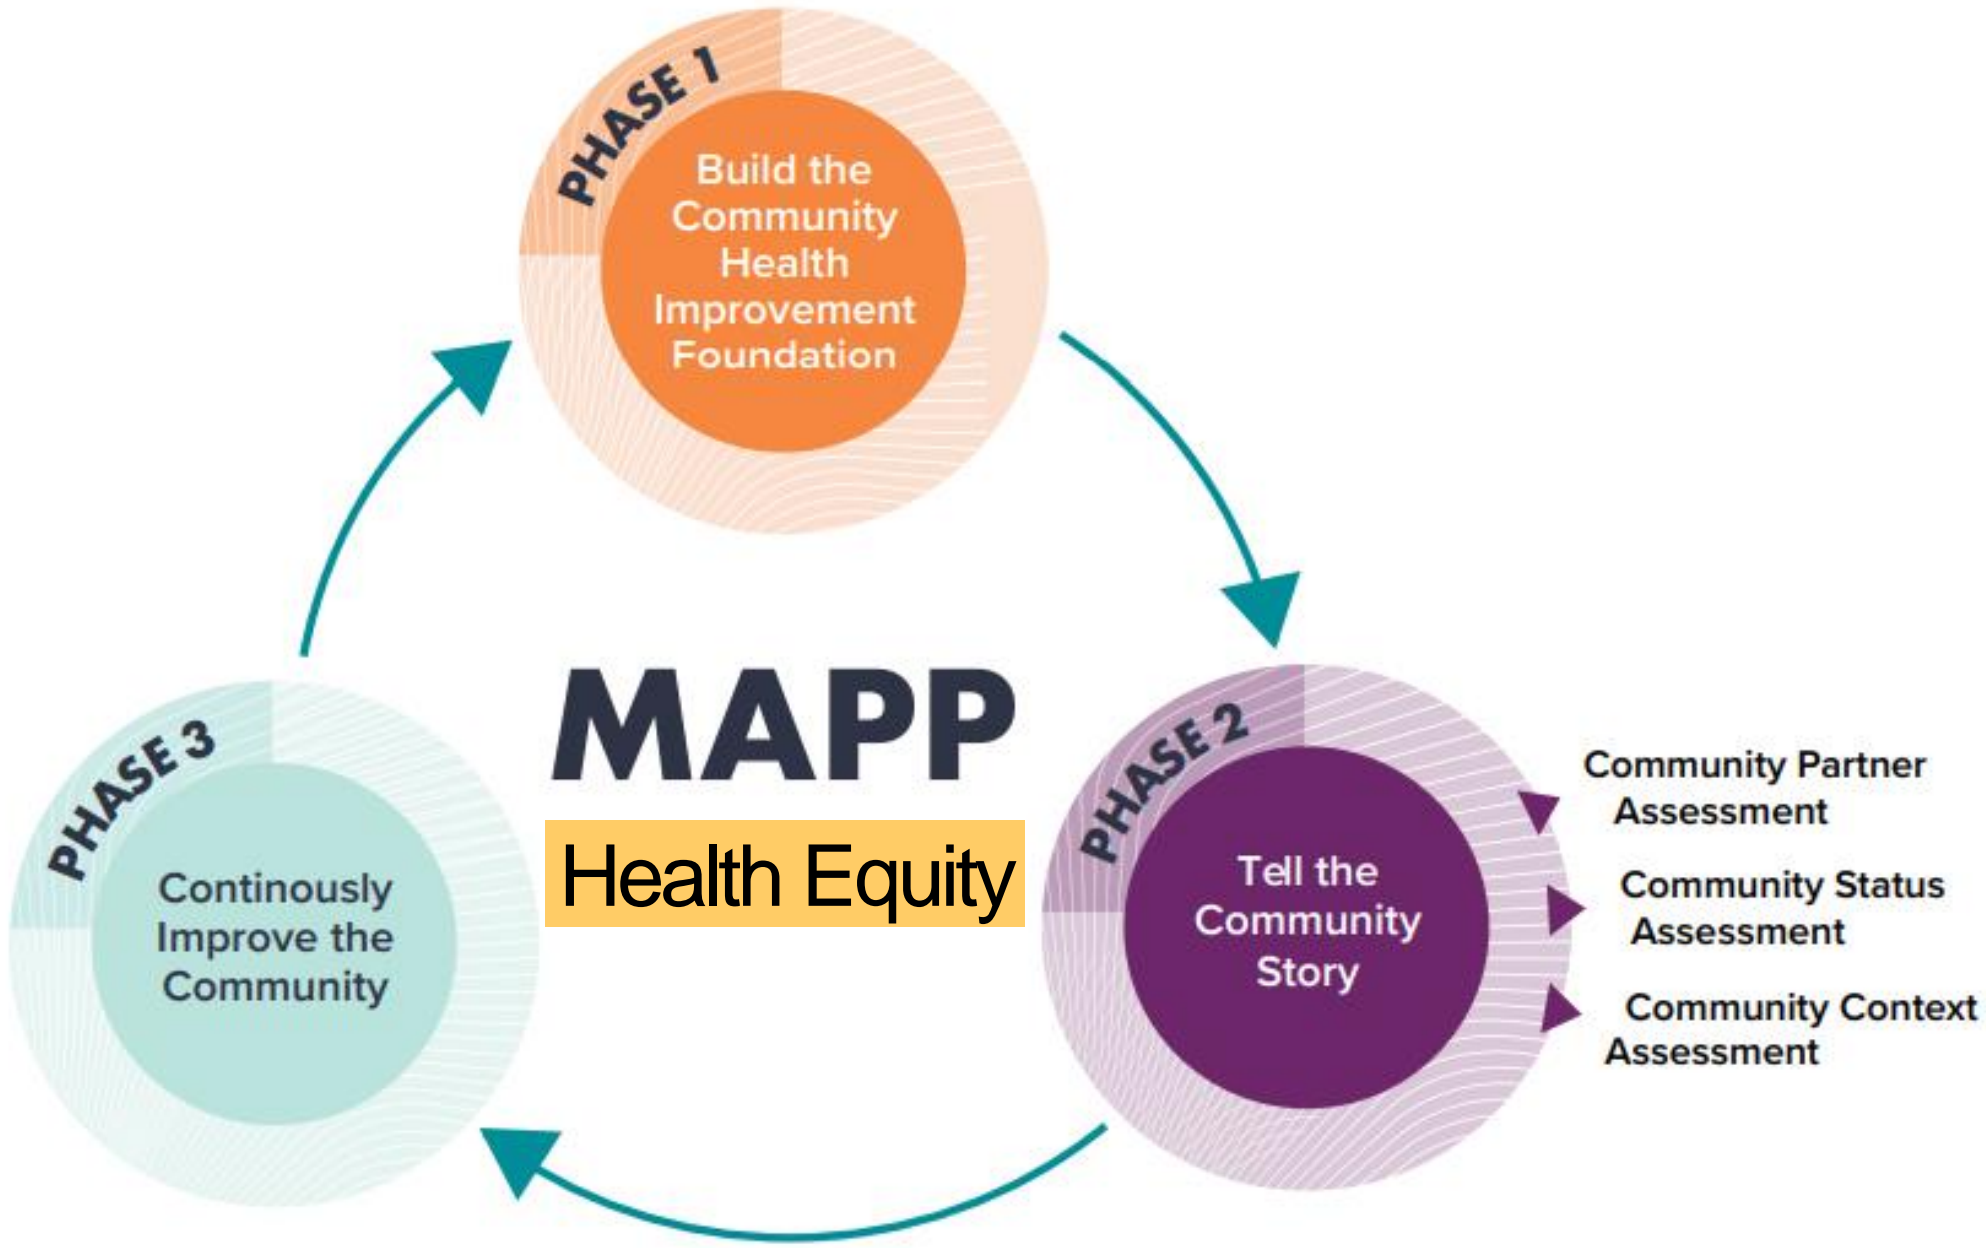 PHASE 1
Build the
Community
Health
Improvement
Foundation
MAPP
Health Equity
PHASE 2
Tell the
Community
Story
Community Partner
Assessment
Community Status
Assessment
Community Context
Assessment
PHASE 3
Continously
Improve the
Community